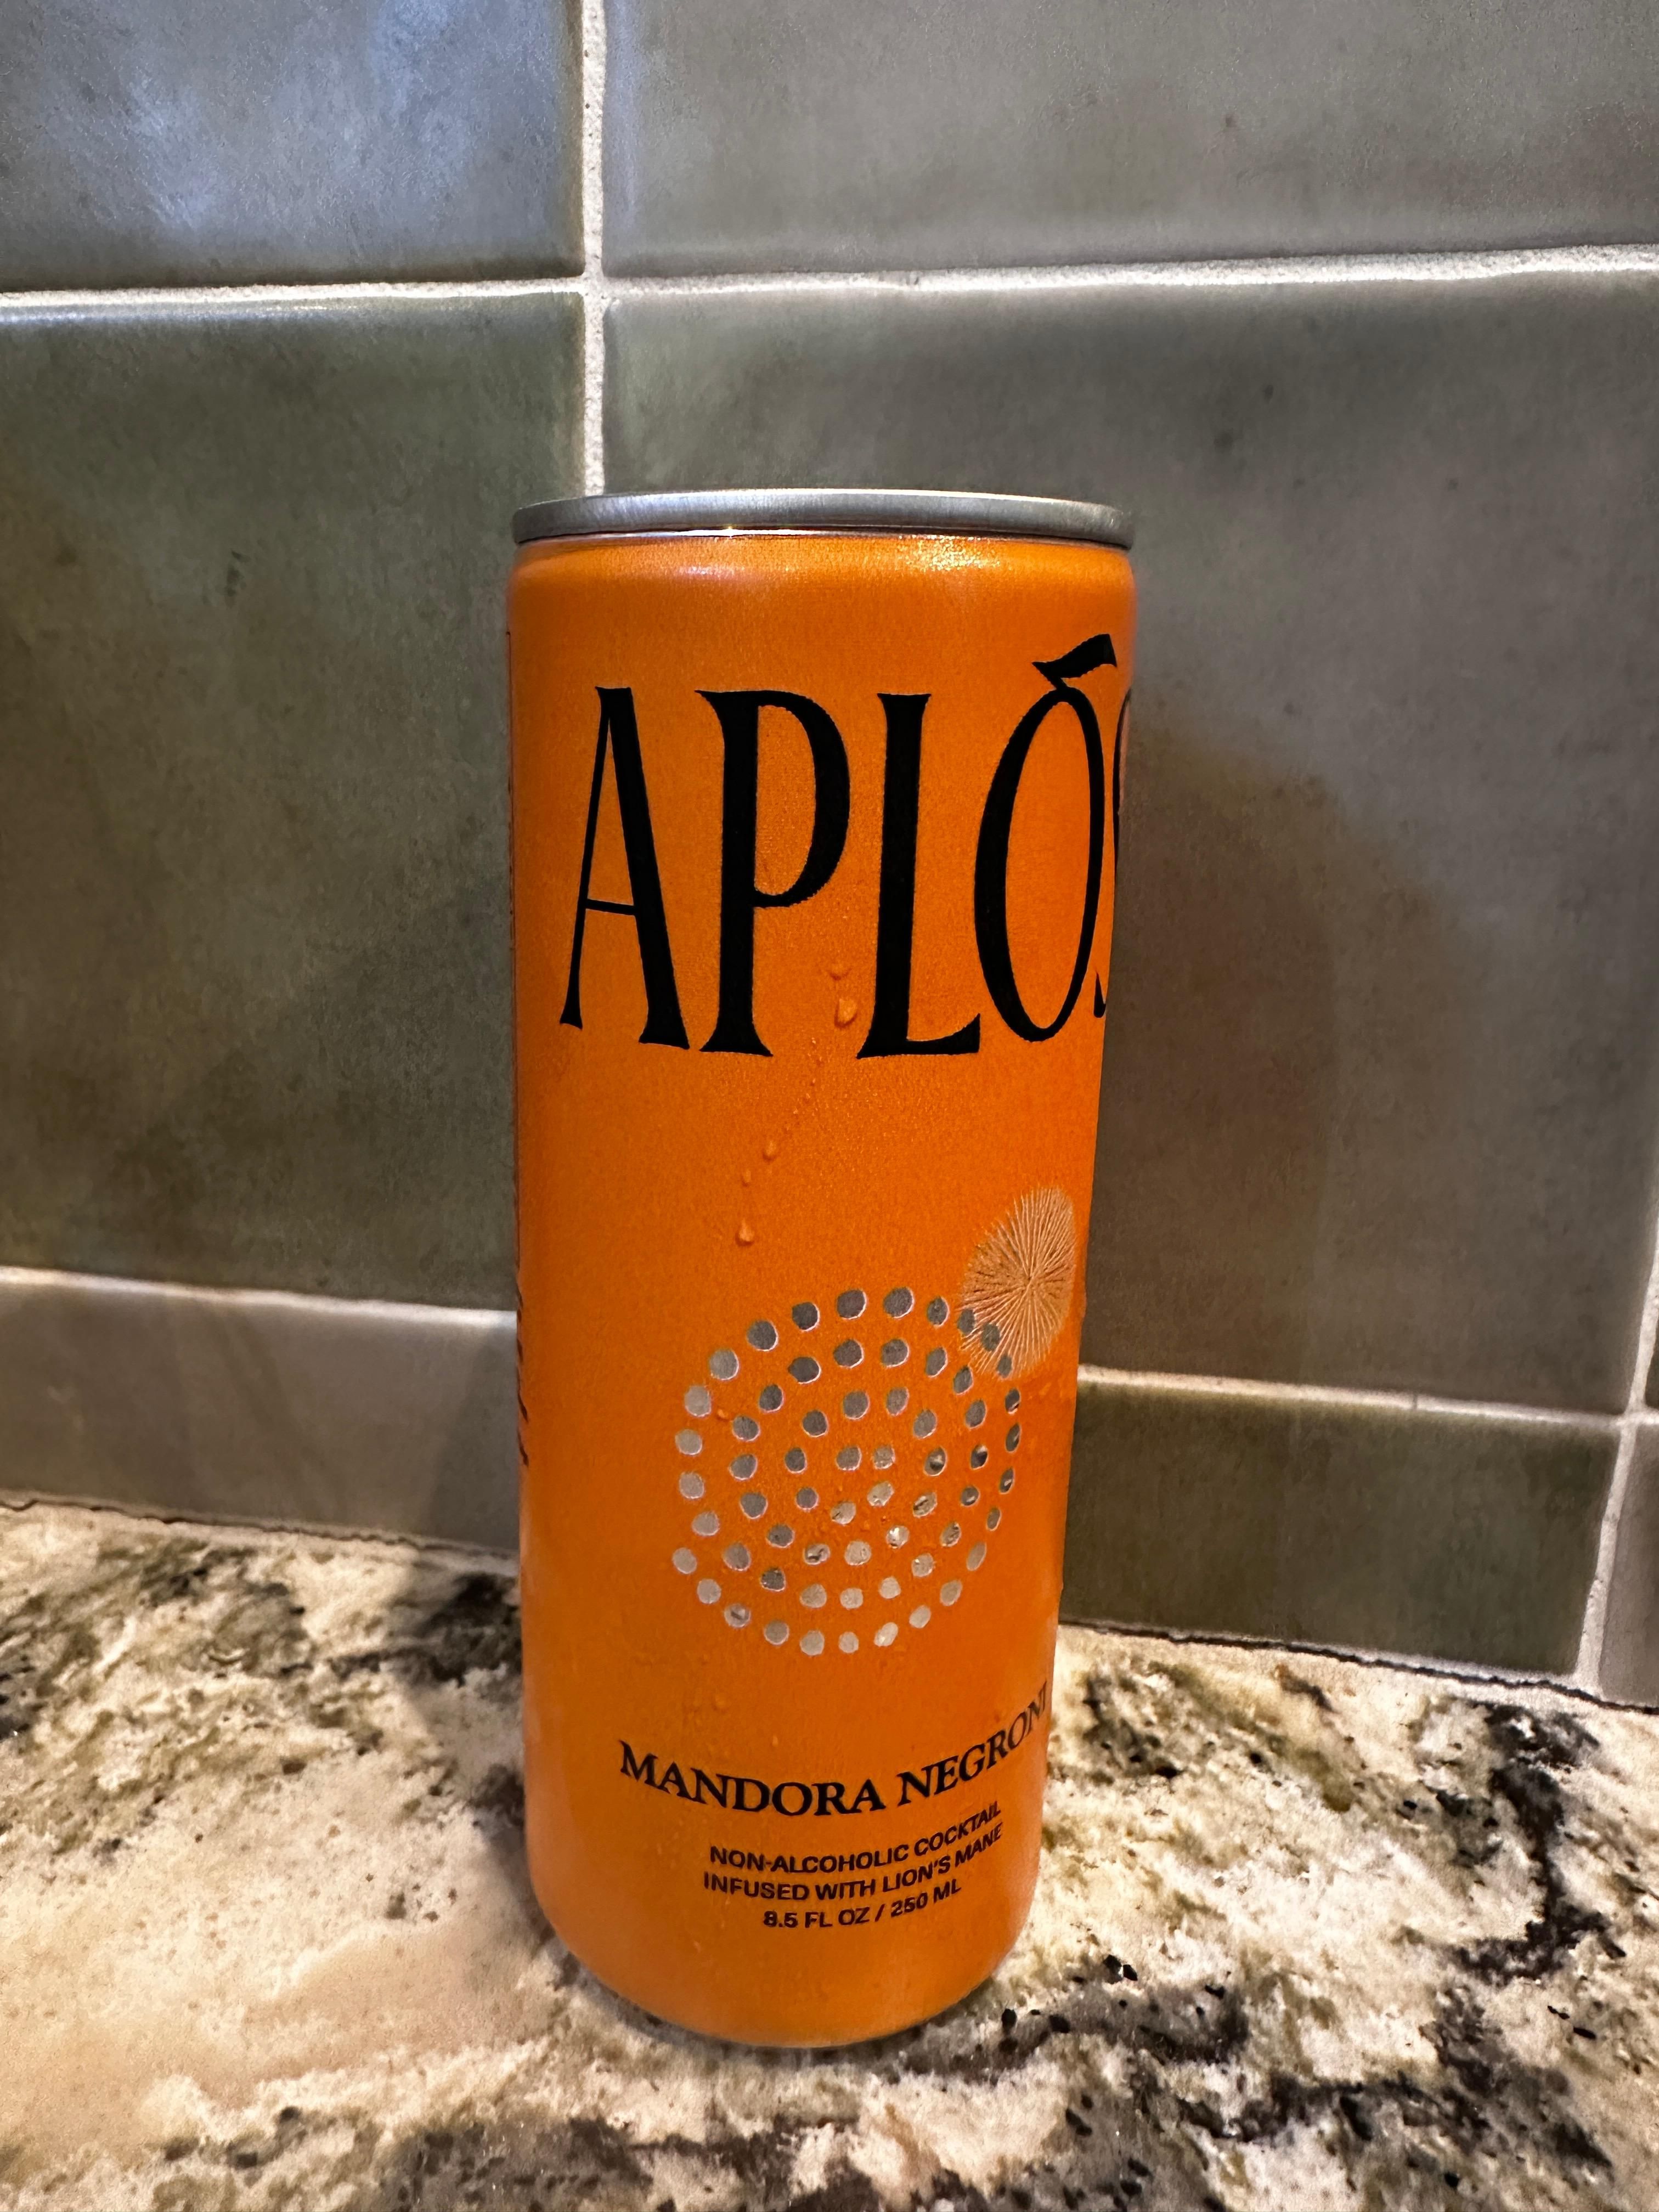 APLÓS
MANDORA NEGRONI
NON-ALCOHOLIC COCKTAIL
INFUSED WITH LION'S MANE
8.5 FL OZ / 250 ML